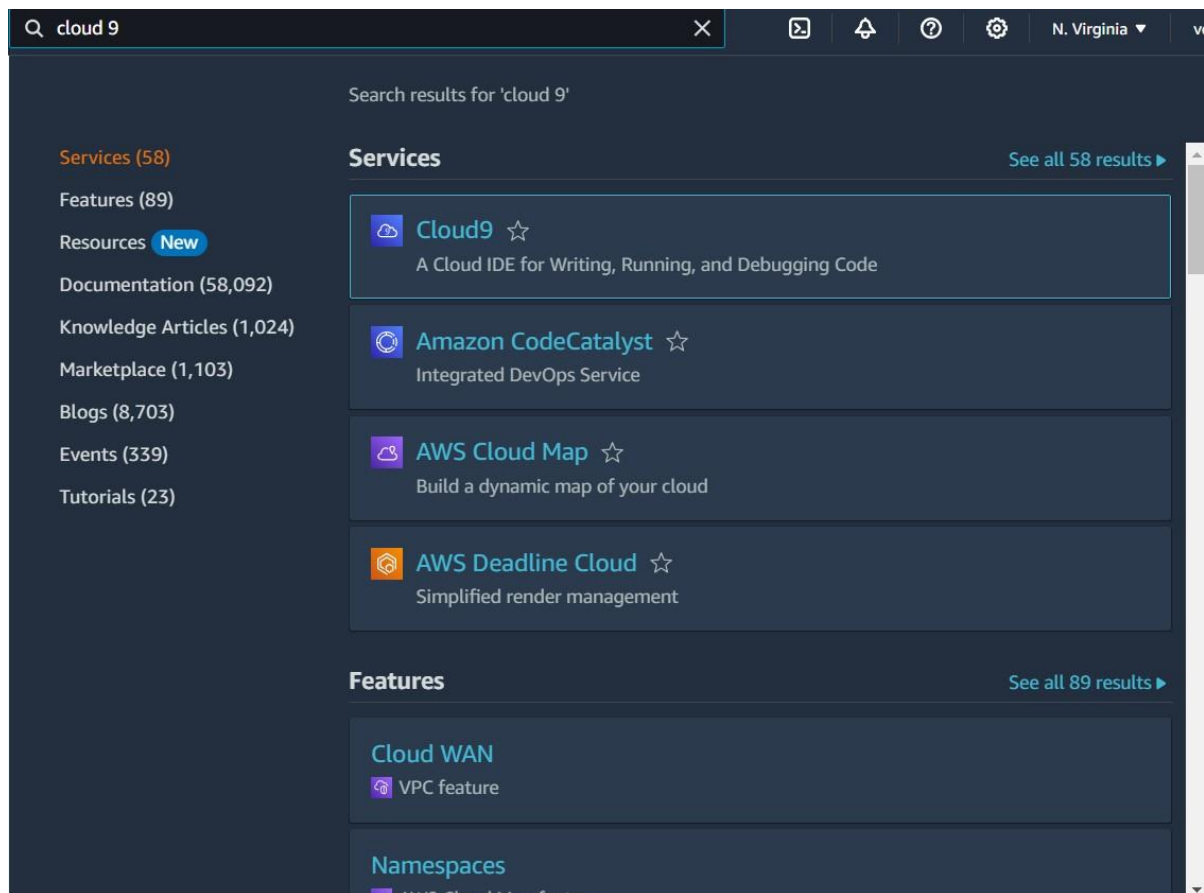 cloud 9
N. Virginia
Search results for 'cloud 9'
Services (58)
Features (89)
Resources New
Documentation (58,092)
Knowledge Articles (1,024)
Marketplace (1,103)
Blogs (8,703)
Events (339)
Tutorials (23)
Services
See all 58 results
Cloud9
A Cloud IDE for Writing, Running, and Debugging Code
Amazon CodeCatalyst
Integrated DevOps Service
AWS Cloud Map
Build a dynamic map of your cloud
AWS Deadline Cloud
Simplified render management
Features
See all 89 results
Cloud WAN
VPC feature
Namespaces